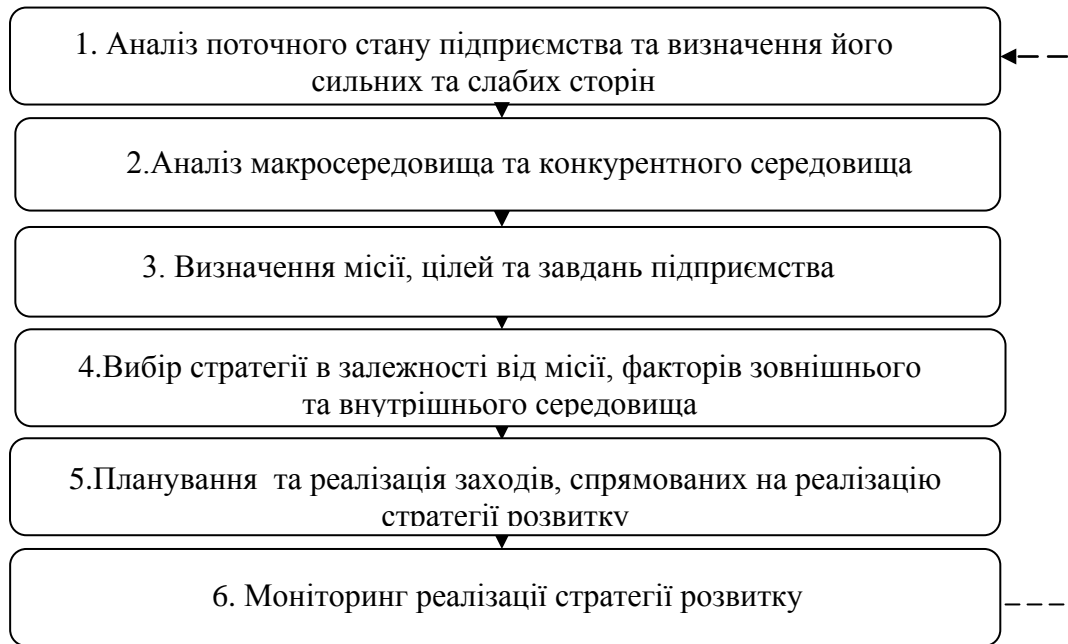 1. Аналіз поточного стану підприємства та визначення його
сильних та слабих сторін
2.Аналіз макросередовища та конкурентного середовища
3. Визначення місії, цілей та завдань підприємства
4.Вибір стратегії в залежності від місії, факторів зовнішнього
та внутрішнього середовища
5.Планування та реалізація заходів, спрямованих на реалізацію
стратегії розвитку
6. Моніторинг реалізації стратегії розвитку